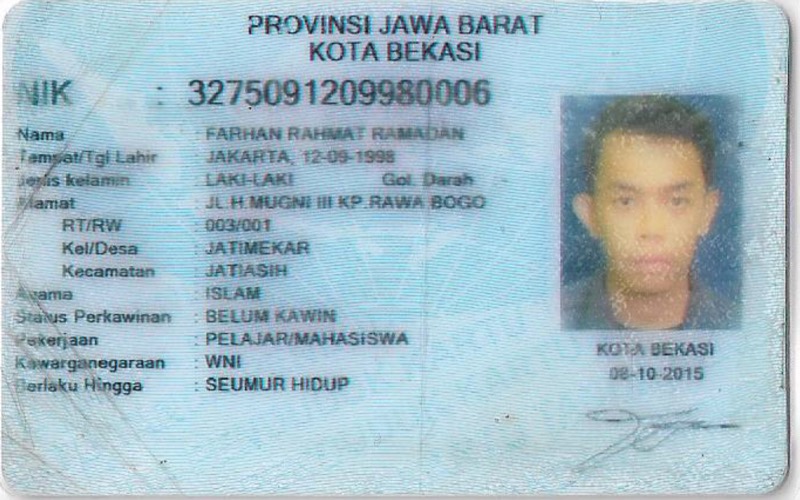 PROVINSI JAWA BARAT
KOTA BEKASI
NIK : 3275091209980006
Nama : FARHAN RAHMAT RAMADAN
Tempat/Tgl Lahir : JAKARTA, 12-09-1998
Jenis kelamin : LAKI-LAKI Gol. Darah
Alamat : JL.H.MUGNI III KP.RAWA BOGO
RT/RW : 003/001
Kel/Desa : JATIMEKAR
Kecamatan : JATIASIH
Agama : ISLAM
Status Perkawinan : BELUM KAWIN
Pekerjaan : PELAJAR/MAHASISWA
Kewarganegaraan : WNI
Berlaku Hingga : SEUMUR HIDUP
KOTA BEKASI
08-10-2015